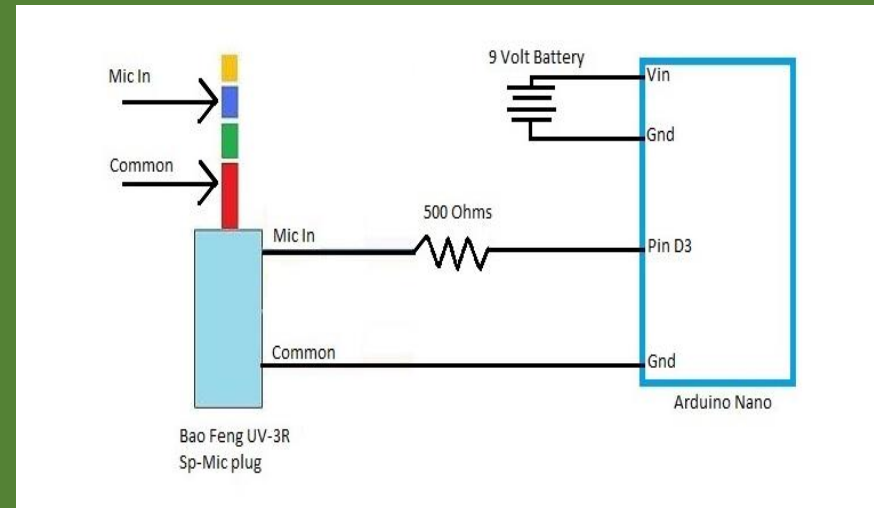 9 Volt Battery
Mic In
Vin
Gnd
Common
500 Ohms
Mic In
Pin D3
Common
Gnd
Arduino Nano
Bao Feng UV-3R
Sp-Mic plug